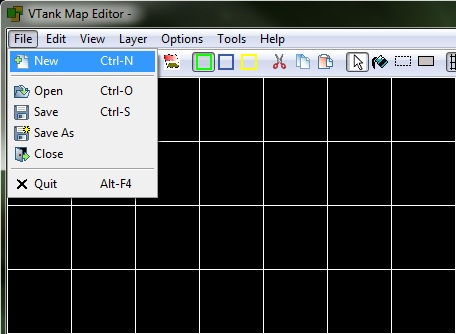 VTank Map Editor -
File Edit View Layer Options Tools Help
New Ctrl-N
Open Ctrl-O
Save Ctrl-S
Save As
Close
Quit Alt-F4